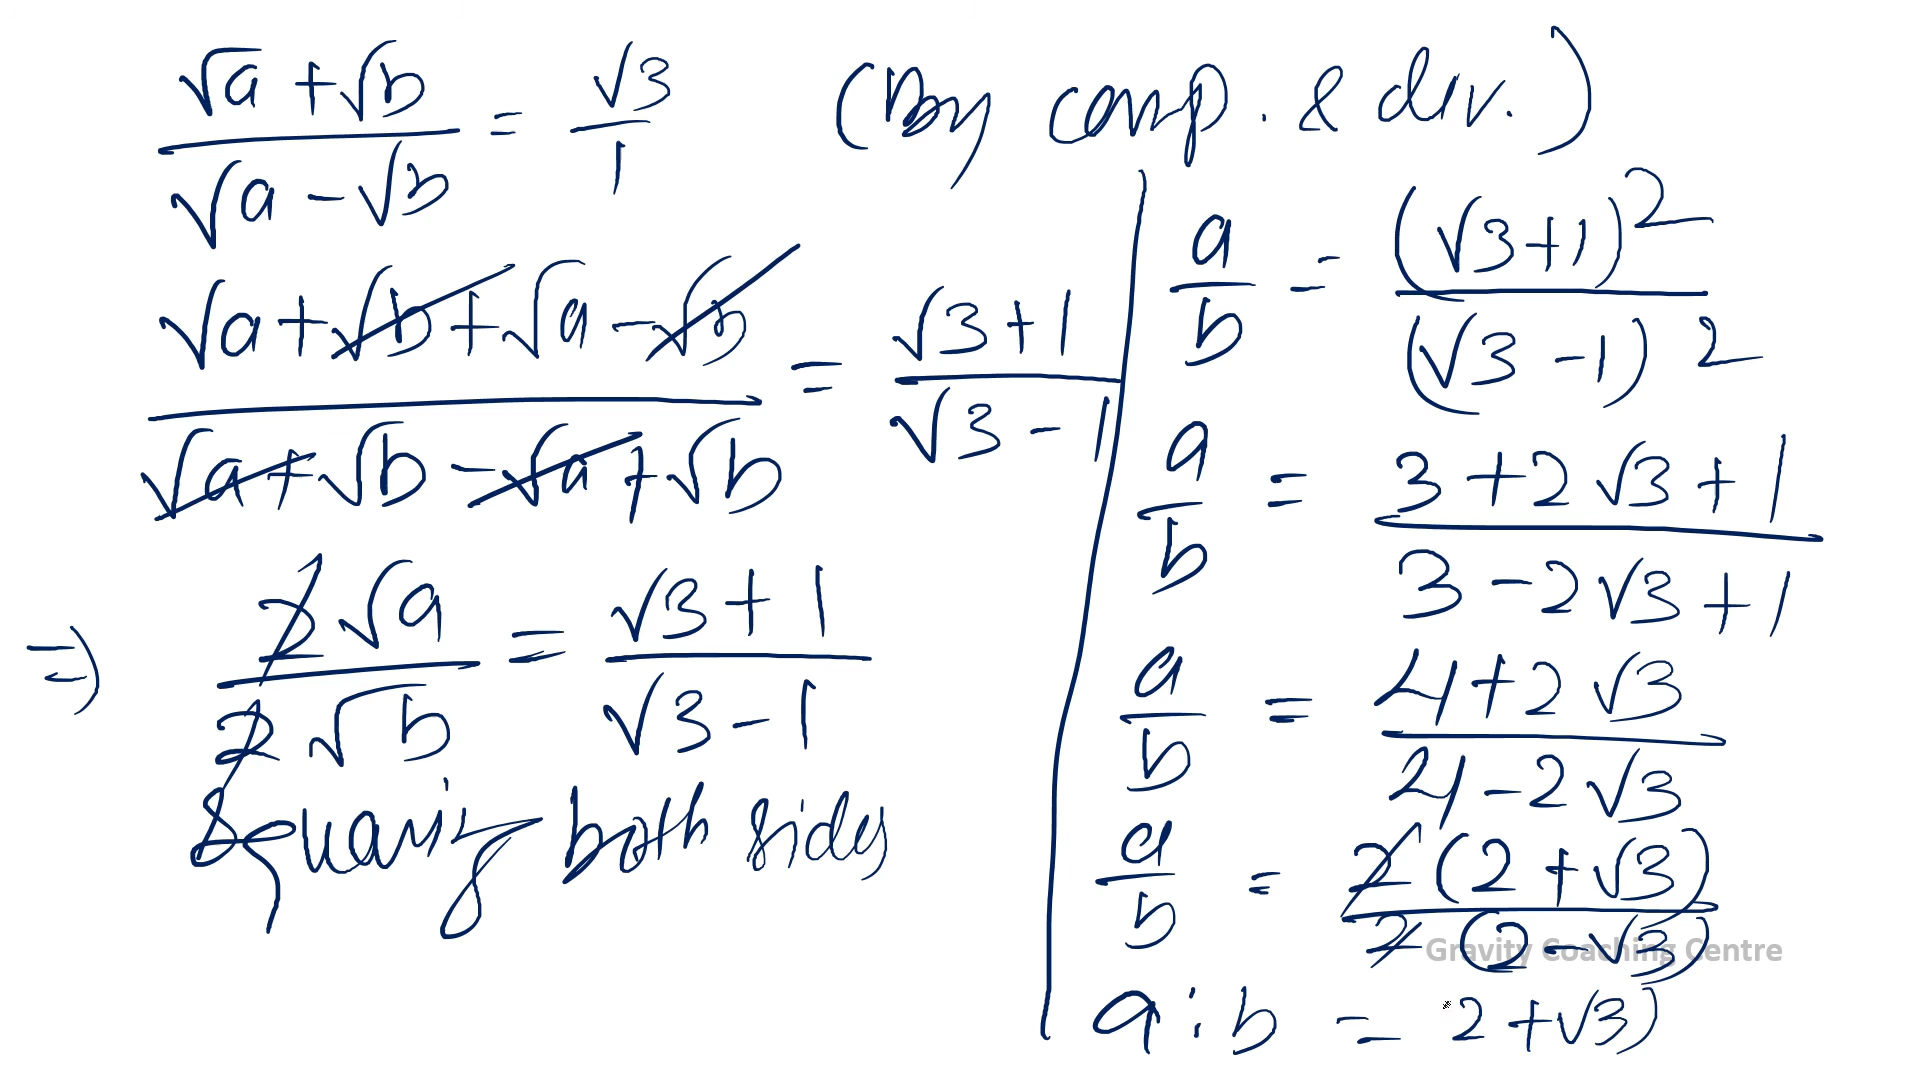 (√a + √b)/(√a - √b) = √3/1 (By comp. & div.)
(√a + √b + √a - √b)/(√a + √b - √a + √b) = (√3 + 1)/(√3 - 1)
=> 2√a/2√b = (√3 + 1)/(√3 - 1)
Squaring both sides
a/b = (√3+1)²/(√3 -1)²
a/b = (3 + 2√3 + 1)/(3 - 2√3 + 1)
a/b = (4 + 2√3)/(4 - 2√3)
a/b = 2(2 + √3)/2(2 - √3)
Gravity Coaching Centre
a : b = 2 + √3)